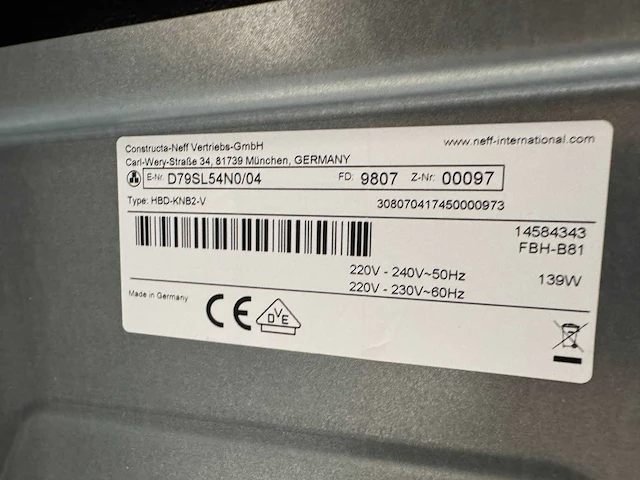 Constructa-Neff Vertriebs-GmbH
www.neff-international.com
Carl-Wery-Straße 34, 81739 München, GERMANY
E-Nr. D79SL54N0/04 FD: 9807 Z-Nr: 00097
Type: HBD-KNB2-V
308070417450000973
14584343
FBH-B81
220V - 240V~50Hz
139W
220V - 230V~60Hz
Made in Germany
CE
DVE